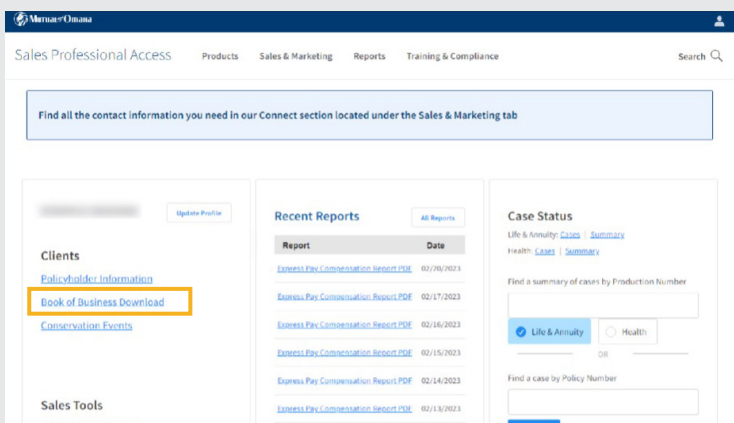 Mutual of Omaha
Sales Professional Access
Products
Sales & Marketing
Reports
Training & Compliance
Search
Find all the contact information you need in our Connect section located under the Sales & Marketing tab
Update Profile
Clients
Policyholder Information
Book of Business Download
Conservation Events
Sales Tools
Recent Reports
All Reports
Report Date
Express Pay Compensation Report PDF 02/20/2023
Express Pay Compensation Report PDF 02/17/2023
Express Pay Compensation Report PDF 02/16/2023
Express Pay Compensation Report PDF 02/15/2023
Express Pay Compensation Report PDF 02/14/2023
Express Pay Compensation Report PDF 02/13/2023
Case Status
Life & Annuity: Cases | Summary
Health: Cases | Summary
Find a summary of cases by Production Number
Life & Annuity
Health
OR
Find a case by Policy Number